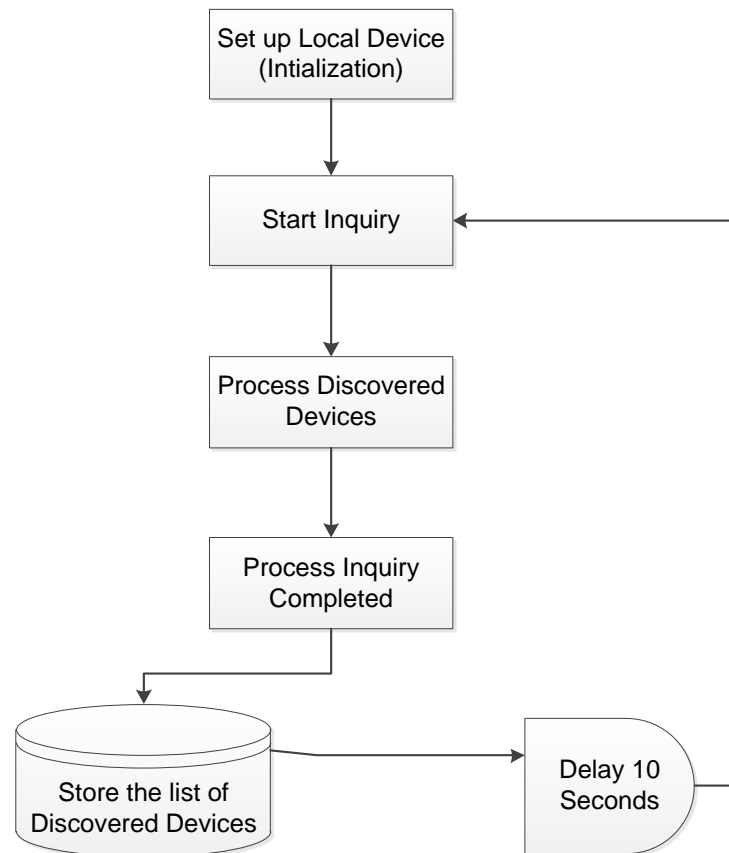 Set up Local Device
(Intialization)
Start Inquiry
Process Discovered
Devices
Process Inquiry
Completed
Store the list of
Discovered Devices
Delay 10
Seconds